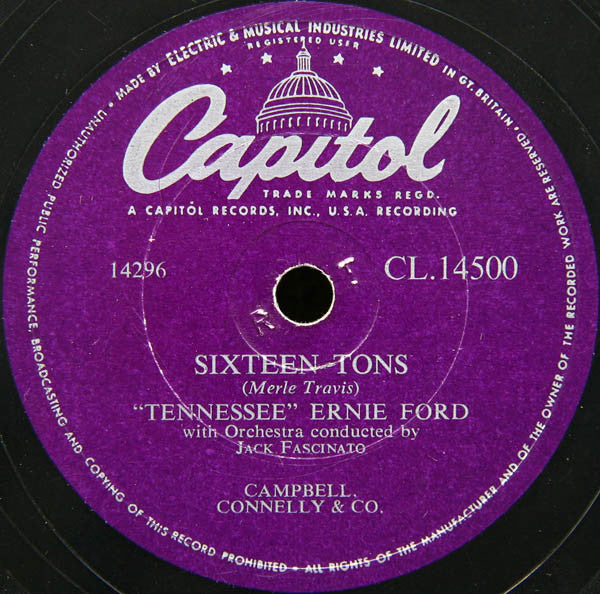 MADE BY ELECTRIC & MUSICAL INDUSTRIES LIMITED IN GT. BRITAIN · ALL RIGHTS OF THE MANUFACTURER AND OF THE OWNER OF THE RECORDED WORK ARE RESERVED ·
UNAUTHORIZED PUBLIC PERFORMANCE, BROADCASTING AND COPYING OF THIS RECORD PROHIBITED ·
REGISTERED USER
Capitol
TRADE MARKS REGD.
A CAPITOL RECORDS, INC., U.S.A. RECORDING
14296 CL.14500
R T
SIXTEEN TONS
(Merle Travis)
“TENNESSEE” ERNIE FORD
with Orchestra conducted by
JACK FASCINATO
CAMPBELL,
CONNELLY & CO.